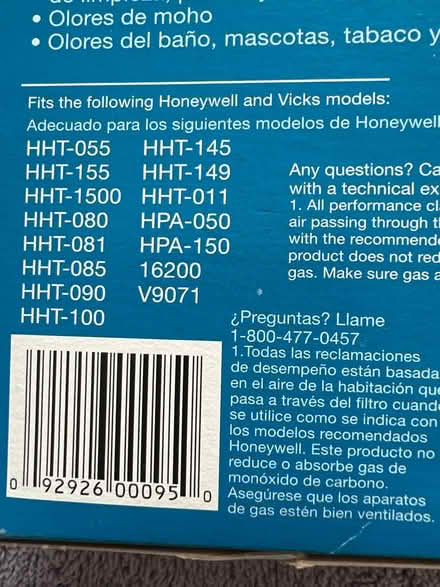 • Olores de moho
• Olores del baño, mascotas, tabaco y
Fits the following Honeywell and Vicks models:
Adecuado para los siguientes modelos de Honeywell
HHT-055 HHT-145
HHT-155 HHT-149
HHT-1500 HHT-011
HHT-080 HPA-050
HHT-081 HPA-150
HHT-085 16200
HHT-090 V9071
HHT-100
Any questions? Ca
with a technical ex
1. All performance cl
air passing through t
with the recommend
product does not red
gas. Make sure gas a
¿Preguntas? Llame
1-800-477-0457
1.Todas las reclamaciones
de desempeño están basada
en el aire de la habitación que
pasa a través del filtro cuand
se utilice como se indica con
los modelos recomendados
Honeywell. Este producto no
reduce o absorbe gas de
monóxido de carbono.
Asegúrese que los aparatos
de gas estén bien ventilados.
0 92926 00095 0